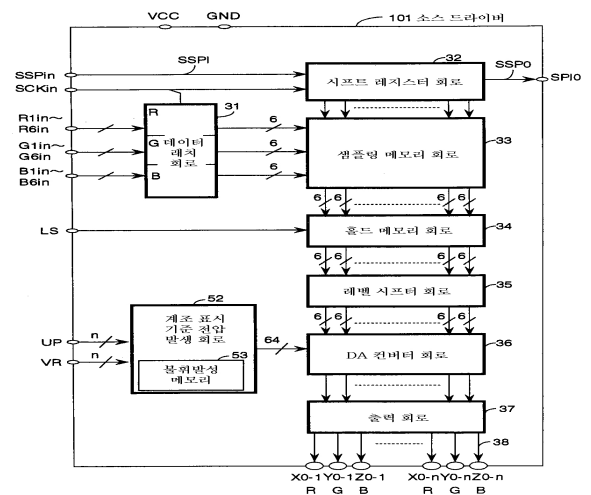 VCC GND
101 소스 드라이버
SSPin
SSPI
32
시프트 레지스터 회로
SSPO
SPIO
SCKin
R1in~
R6in
R
31
6
G1in~
G6in
G 데이터
래치
회로
6
B1in~
B6in
B
6
샘플링 메모리 회로
33
6 6 6 6
LS
홀드 메모리 회로
34
6 6 6 6
레벨 시프터 회로
35
6 6 6 6
52
계조 표시
기준 전압
발생 회로
UP
n
VR
n
53
불휘발성
메모리
64
DA 컨버터 회로
36
출력 회로
37
38
X0-1 Y0-1 Z0-1 X0-n Y0-n Z0-n
R G B R G B